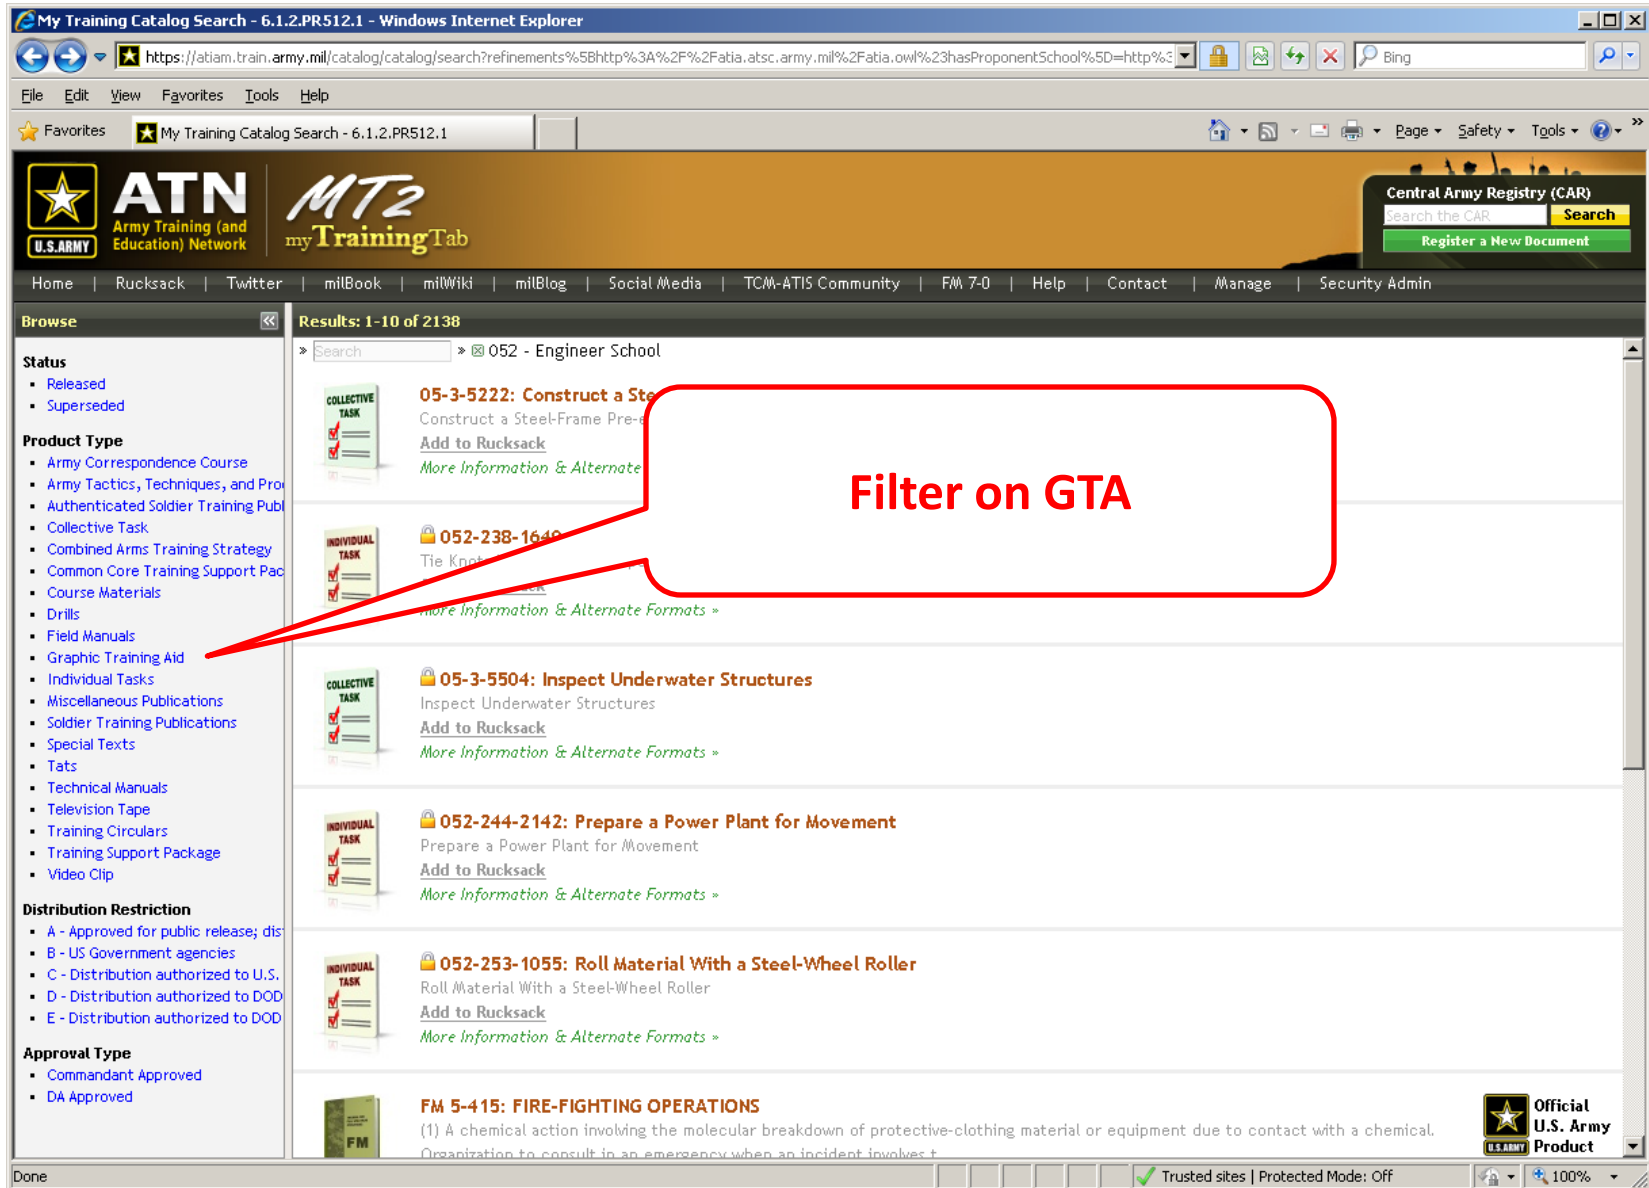 My Training Catalog Search - 6.1.2.PR512.1 - Windows Internet Explorer
https://atiam.train.army.mil/catalog/catalog/search?refinements%5Bhttp%3A%2F%2Fatia.atsc.army.mil%2Fatia.owl%23hasProponentSchool%5D=http%3
Bing
File Edit View Favorites Tools Help
Favorites My Training Catalog Search - 6.1.2.PR512.1 Page Safety Tools
U.S.ARMY
ATN
Army Training (and
Education) Network
MT2
myTrainingTab
Central Army Registry (CAR)
Search the CAR Search
Register a New Document
Home | Rucksack | Twitter | milBook | milWiki | milBlog | Social Media | TCM-ATIS Community | FM 7-0 | Help | Contact | Manage | Security Admin
Browse
Status
Released
Superseded
Product Type
Army Correspondence Course
Army Tactics, Techniques, and Pro
Authenticated Soldier Training Publ
Collective Task
Combined Arms Training Strategy
Common Core Training Support Pac
Course Materials
Drills
Field Manuals
Graphic Training Aid
Individual Tasks
Miscellaneous Publications
Soldier Training Publications
Special Texts
Tats
Technical Manuals
Television Tape
Training Circulars
Training Support Package
Video Clip
Distribution Restriction
A - Approved for public release; dis
B - US Government agencies
C - Distribution authorized to U.S.
D - Distribution authorized to DOD
E - Distribution authorized to DOD
Approval Type
Commandant Approved
DA Approved
Results: 1-10 of 2138
» Search » 052 - Engineer School
COLLECTIVE TASK
05-3-5222: Construct a Ste
Construct a Steel-Frame Pre-e
Add to Rucksack
More Information & Alternate
Filter on GTA
INDIVIDUAL TASK
052-238-1640
Tie Knot
More Information & Alternate Formats »
COLLECTIVE TASK
05-3-5504: Inspect Underwater Structures
Inspect Underwater Structures
Add to Rucksack
More Information & Alternate Formats »
INDIVIDUAL TASK
052-244-2142: Prepare a Power Plant for Movement
Prepare a Power Plant for Movement
Add to Rucksack
More Information & Alternate Formats »
INDIVIDUAL TASK
052-253-1055: Roll Material With a Steel-Wheel Roller
Roll Material With a Steel-Wheel Roller
Add to Rucksack
More Information & Alternate Formats »
FM
FM 5-415: FIRE-FIGHTING OPERATIONS
(1) A chemical action involving the molecular breakdown of protective-clothing material or equipment due to contact with a chemical.
Organization to consult in an emergency when an incident involves t
U.S.ARMY
Official
U.S. Army
Product
Done Trusted sites | Protected Mode: Off 100%